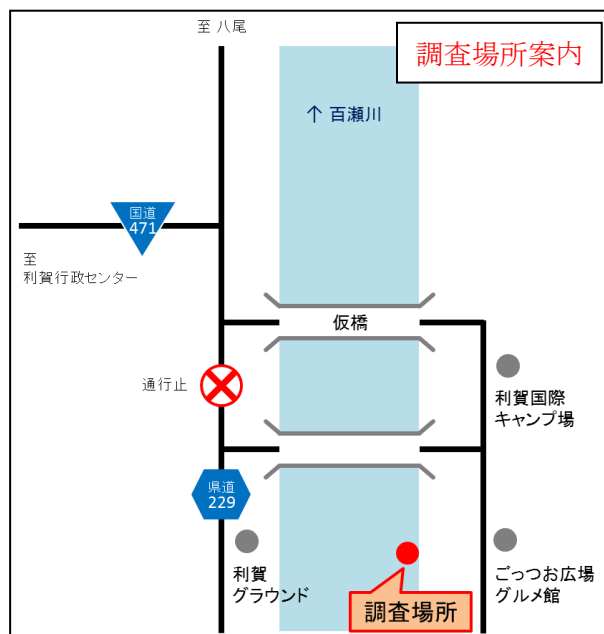 至 八尾
調査場所案内
↑ 百瀬川
国道
471
至
利賀行政センター
仮橋
通行止
利賀国際
キャンプ場
県道
229
利賀
グラウンド
ごっつお広場
グルメ館
調査場所